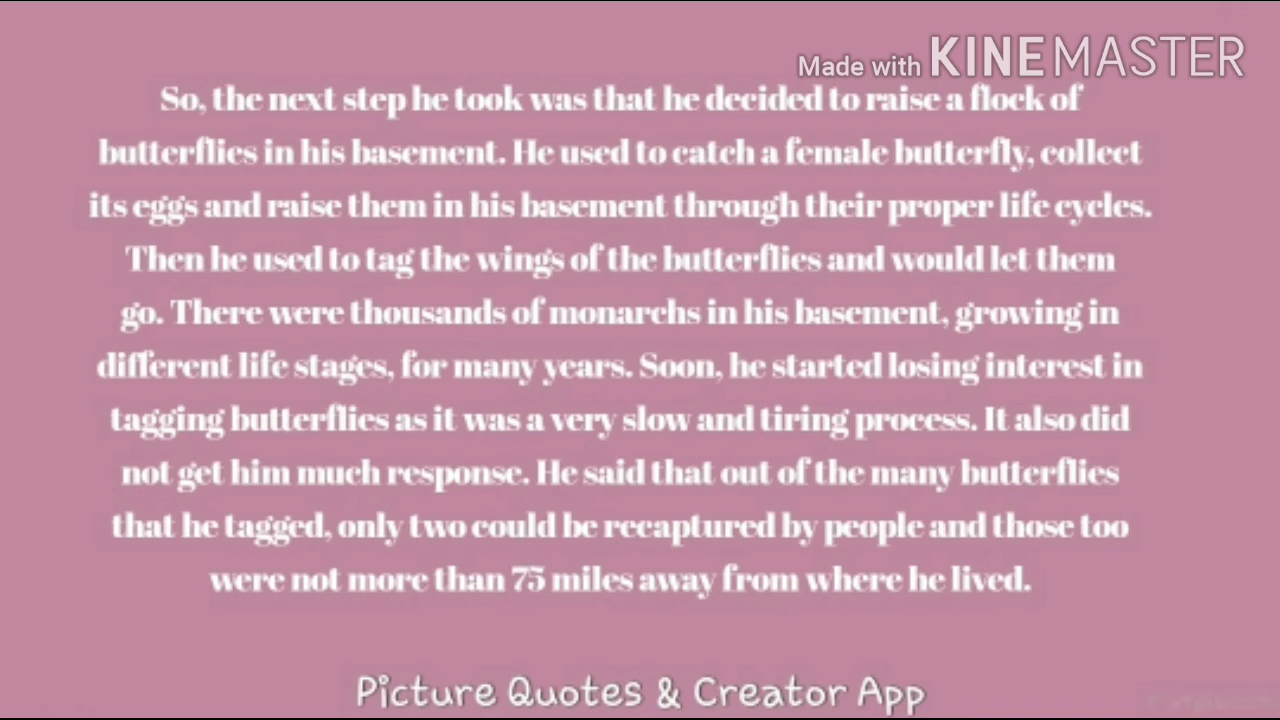 Made with KINEMASTER
So, the next step he took was that he decided to raise a flock of
butterflies in his basement. He used to catch a female butterfly, collect
its eggs and raise them in his basement through their proper life cycles.
Then he used to tag the wings of the butterflies and would let them
go. There were thousands of monarchs in his basement, growing in
different life stages, for many years. Soon, he started losing interest in
tagging butterflies as it was a very slow and tiring process. It also did
not get him much response. He said that out of the many butterflies
that he tagged, only two could be recaptured by people and those too
were not more than 75 miles away from where he lived.
Picture Quotes & Creator App